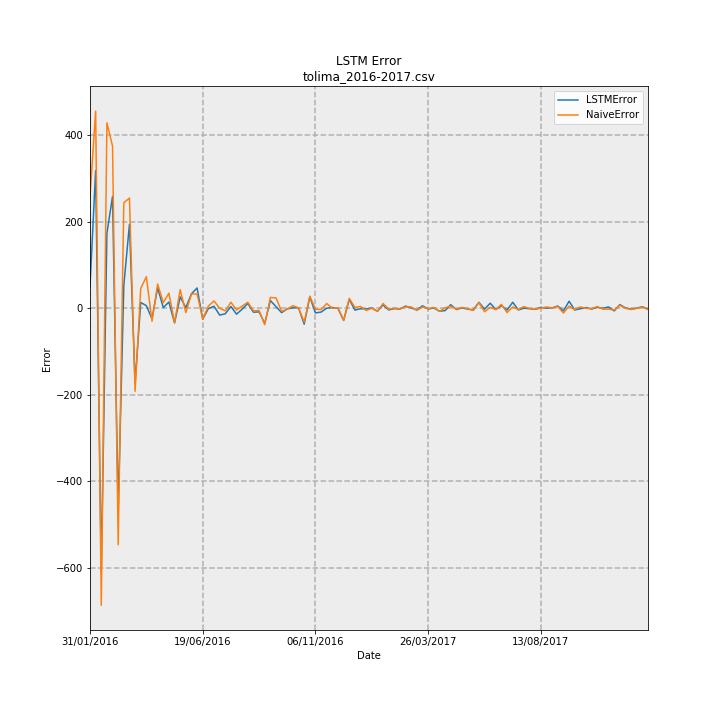 LSTM Error
tolima_2016-2017.csv
LSTMError
NaiveError
400
200
0
−200
−400
−600
Error
31/01/2016
19/06/2016
06/11/2016
26/03/2017
13/08/2017
Date